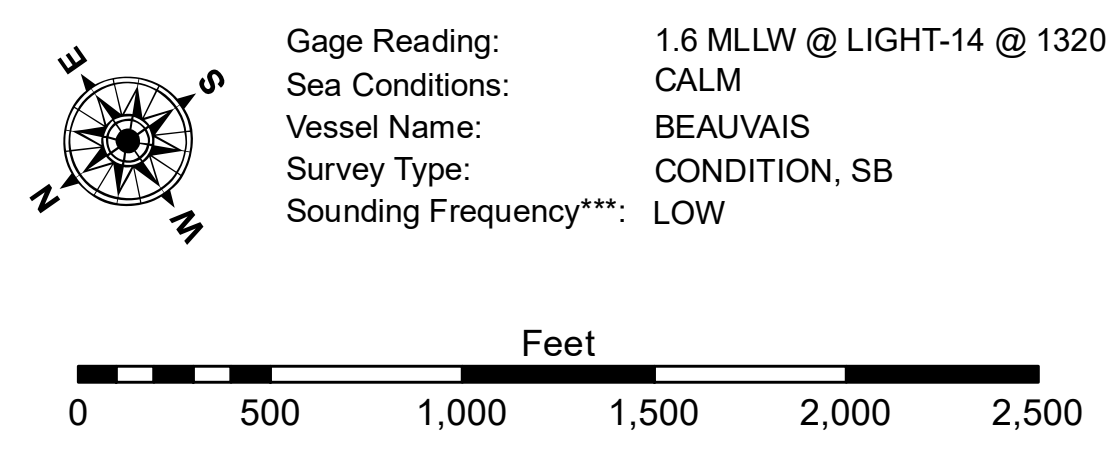 E
S
N
W
Gage Reading: 1.6 MLLW @ LIGHT-14 @ 1320
Sea Conditions: CALM
Vessel Name: BEAUVAIS
Survey Type: CONDITION, SB
Sounding Frequency***: LOW
Feet
0 500 1,000 1,500 2,000 2,500